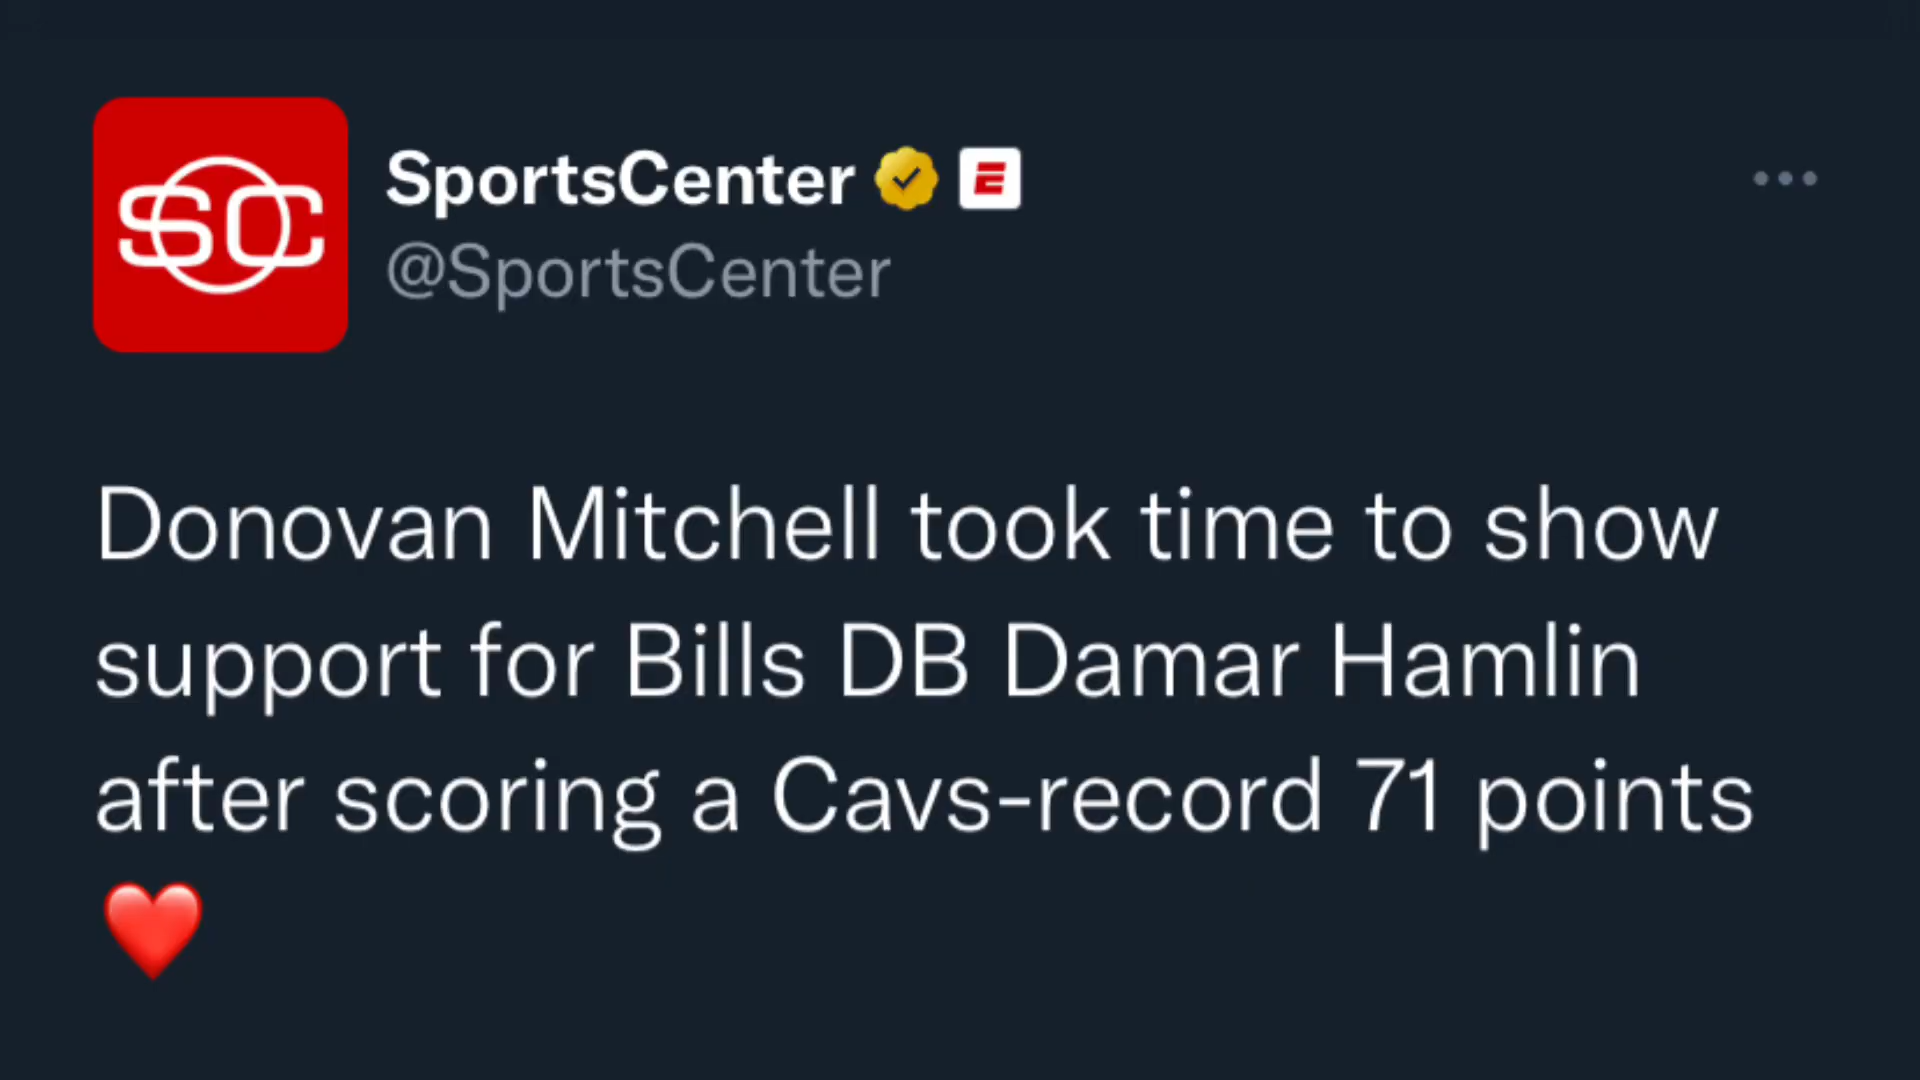 SC
SportsCenter E
@SportsCenter
Donovan Mitchell took time to show
support for Bills DB Damar Hamlin
after scoring a Cavs-record 71 points
❤️